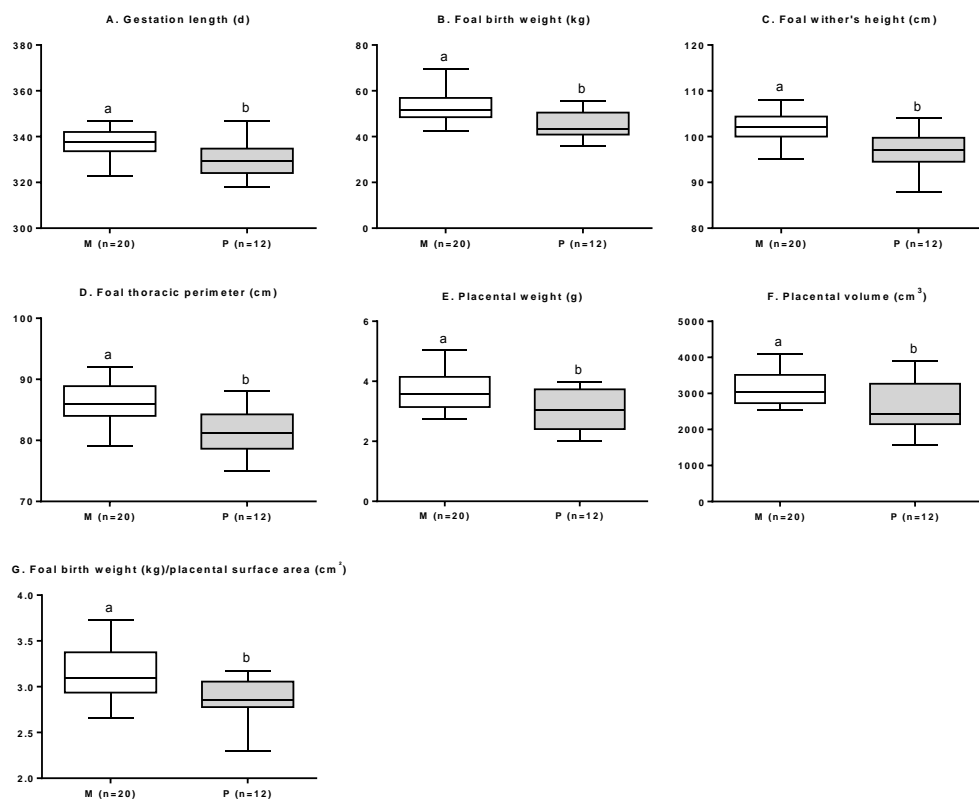 A. Gestation length (d)
380
360
340
320
300
a
b
M (n=20)
P (n=12)
B. Foal birth weight (kg)
80
60
40
20
0
a
b
M (n=20)
P (n=12)
C. Foal wither's height (cm)
120
110
100
90
80
a
b
M (n=20)
P (n=12)
D. Foal thoracic perimeter (cm)
100
90
80
70
a
b
M (n=20)
P (n=12)
E. Placental weight (g)
6
4
2
0
a
b
M (n=20)
P (n=12)
F. Placental volume (cm³)
5000
4000
3000
2000
1000
0
a
b
M (n=20)
P (n=12)
G. Foal birth weight (kg)/placental surface area (cm²)
4.0
3.5
3.0
2.5
2.0
a
b
M (n=20)
P (n=12)